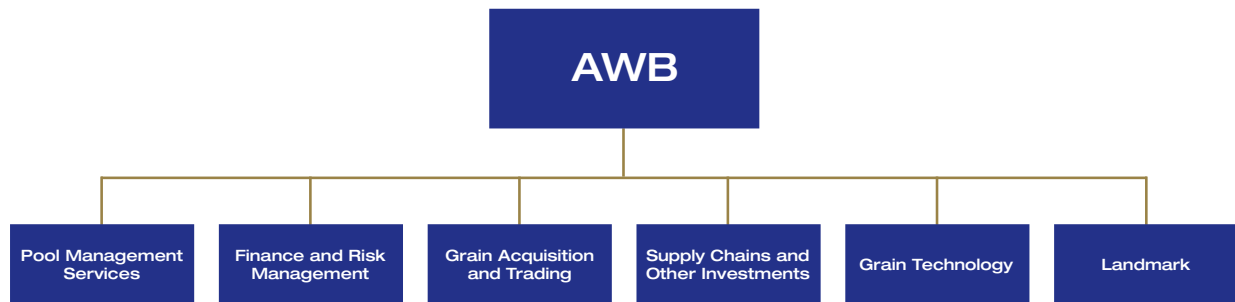 AWB
Pool Management
Services
Finance and Risk
Management
Grain Acquisition
and Trading
Supply Chains and
Other Investments
Grain Technology
Landmark